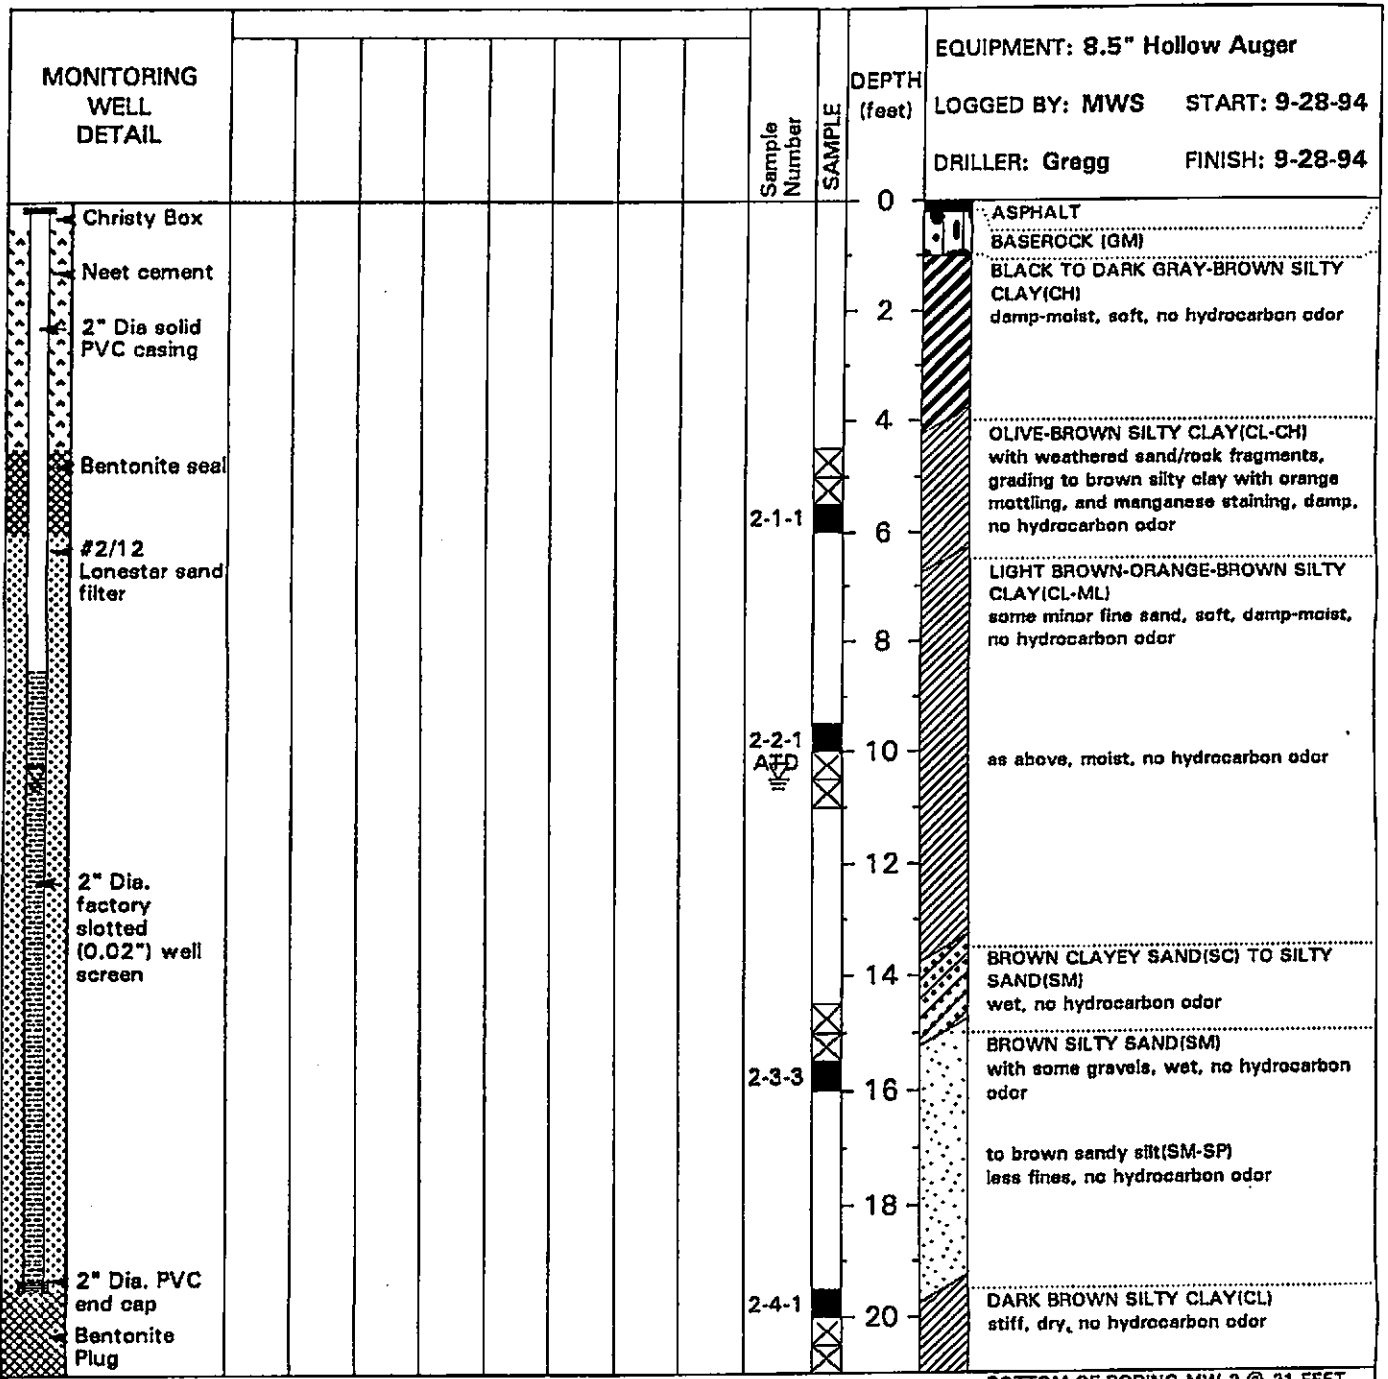 MONITORING
WELL
DETAIL
Sample
Number
SAMPLE
DEPTH
(feet)
EQUIPMENT: 8.5" Hollow Auger
LOGGED BY: MWS START: 9-28-94
DRILLER: Gregg FINISH: 9-28-94
Christy Box
Neet cement
2" Dia solid
PVC casing
Bentonite seal
#2/12
Lonestar sand
filter
2" Dia.
factory
slotted
(0.02") well
screen
2" Dia. PVC
end cap
Bentonite
Plug
2-1-1
2-2-1
ATD
2-3-3
2-4-1
0
2
4
6
8
10
12
14
16
18
20
ASPHALT
BASEROCK (GM)
BLACK TO DARK GRAY-BROWN SILTY
CLAY(CH)
damp-moist, soft, no hydrocarbon odor
OLIVE-BROWN SILTY CLAY(CL-CH)
with weathered sand/rock fragments,
grading to brown silty clay with orange
mottling, and manganese staining, damp,
no hydrocarbon odor
LIGHT BROWN-ORANGE-BROWN SILTY
CLAY(CL-ML)
some minor fine sand, soft, damp-moist,
no hydrocarbon odor
as above, moist, no hydrocarbon odor
BROWN CLAYEY SAND(SC) TO SILTY
SAND(SM)
wet, no hydrocarbon odor
BROWN SILTY SAND(SM)
with some gravels, wet, no hydrocarbon
odor
to brown sandy silt(SM-SP)
less fines, no hydrocarbon odor
DARK BROWN SILTY CLAY(CL)
stiff, dry, no hydrocarbon odor
BOTTOM OF BORING MW-2 @ 21 FEET